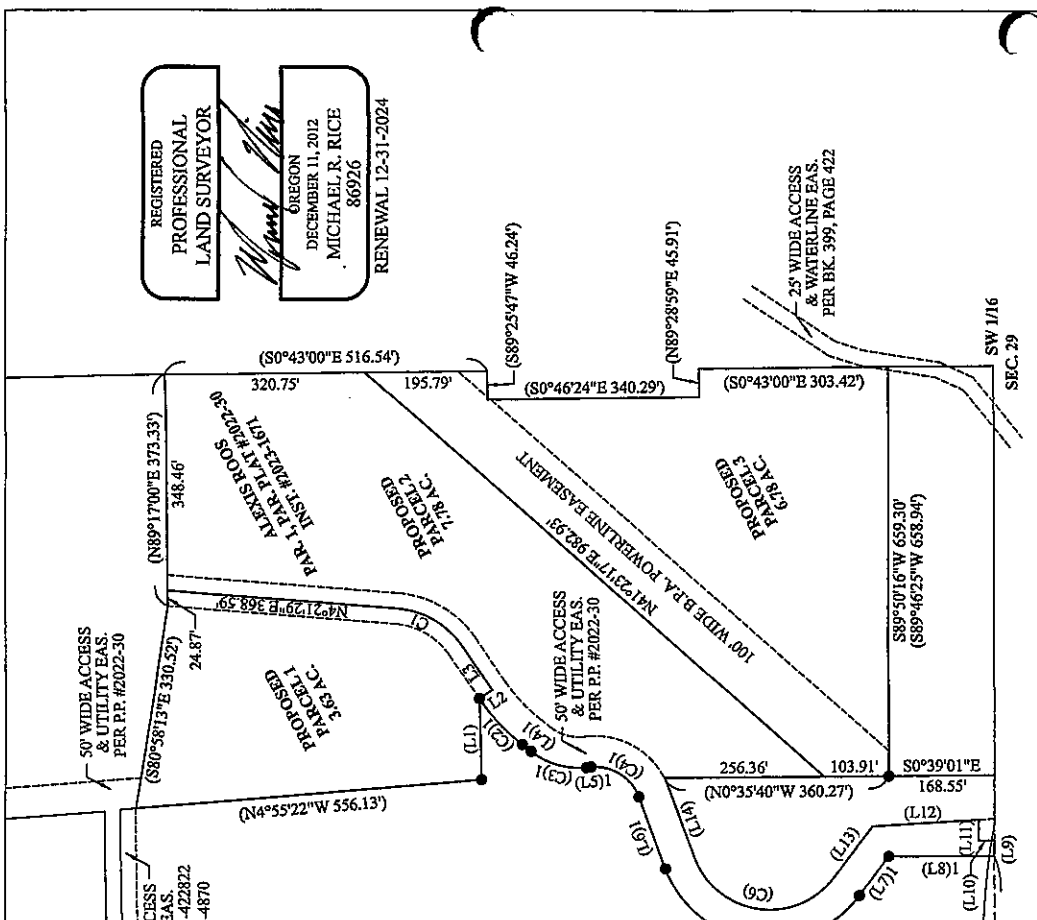 REGISTERED
PROFESSIONAL
LAND SURVEYOR
OREGON
DECEMBER 11, 2012
MICHAEL R. RICE
86926
RENEWAL 12-31-2024
25' WIDE ACCESS
& WATERLINE EAS.
PER BK. 399, PAGE 422
SW 1/16
SEC. 29
(S0°43'00"E 516.54')
320.75'
195.79'
(S89°25'47"W 46.24')
(S0°46'24"E 340.29')
(N89°28'59"E 45.91')
(S0°43'00"E 303.42')
(N89°17'00"E 373.33')
348.46'
24.87'
ALEXIS ROOS
PAR. 1, PAR. PLAT #2022-30
INST. #2023-1671
PROPOSED
PARCEL 2
7.78 AC.
100' WIDE B.P.A. POWERLINE EASEMENT
N41°23'17"E 982.93'
PROPOSED
PARCEL 3
6.78 AC.
S89°50'16"W 659.30'
(S89°46'25"W 658.94')
50' WIDE ACCESS
& UTILITY EAS.
PER P.P. #2022-30
(S80°58'13"E 330.52')
N4°21'29"E 368.59'
C1
L3
L2
PROPOSED
PARCEL 1
3.63 AC.
(L1)
(C2)1
(L4)1
(C3)1
(L5)1
(C4)1
50' WIDE ACCESS
& UTILITY EAS.
PER P.P. #2022-30
256.36'
103.91'
(N0°35'40"W 360.27')
S0°39'01"E
168.55'
(N4°55'22"W 556.13')
(L6)1
(L14)
(C6)
(L13)
(L12)
(L7)1
(L8)1
(L11)
(L10)
(L9)
CESS
EAS.
-422822
-4870